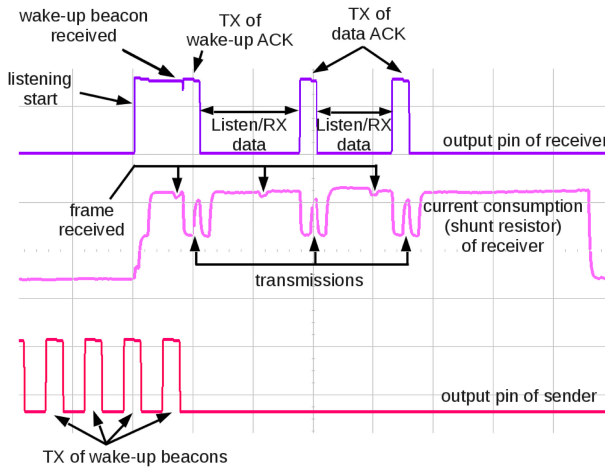 wake-up beacon
received
TX of
wake-up ACK
TX of
data ACK
listening
start
Listen/RX
data
Listen/RX
data
output pin of receiver
frame
received
current consumption
(shunt resistor)
of receiver
transmissions
output pin of sender
TX of wake-up beacons